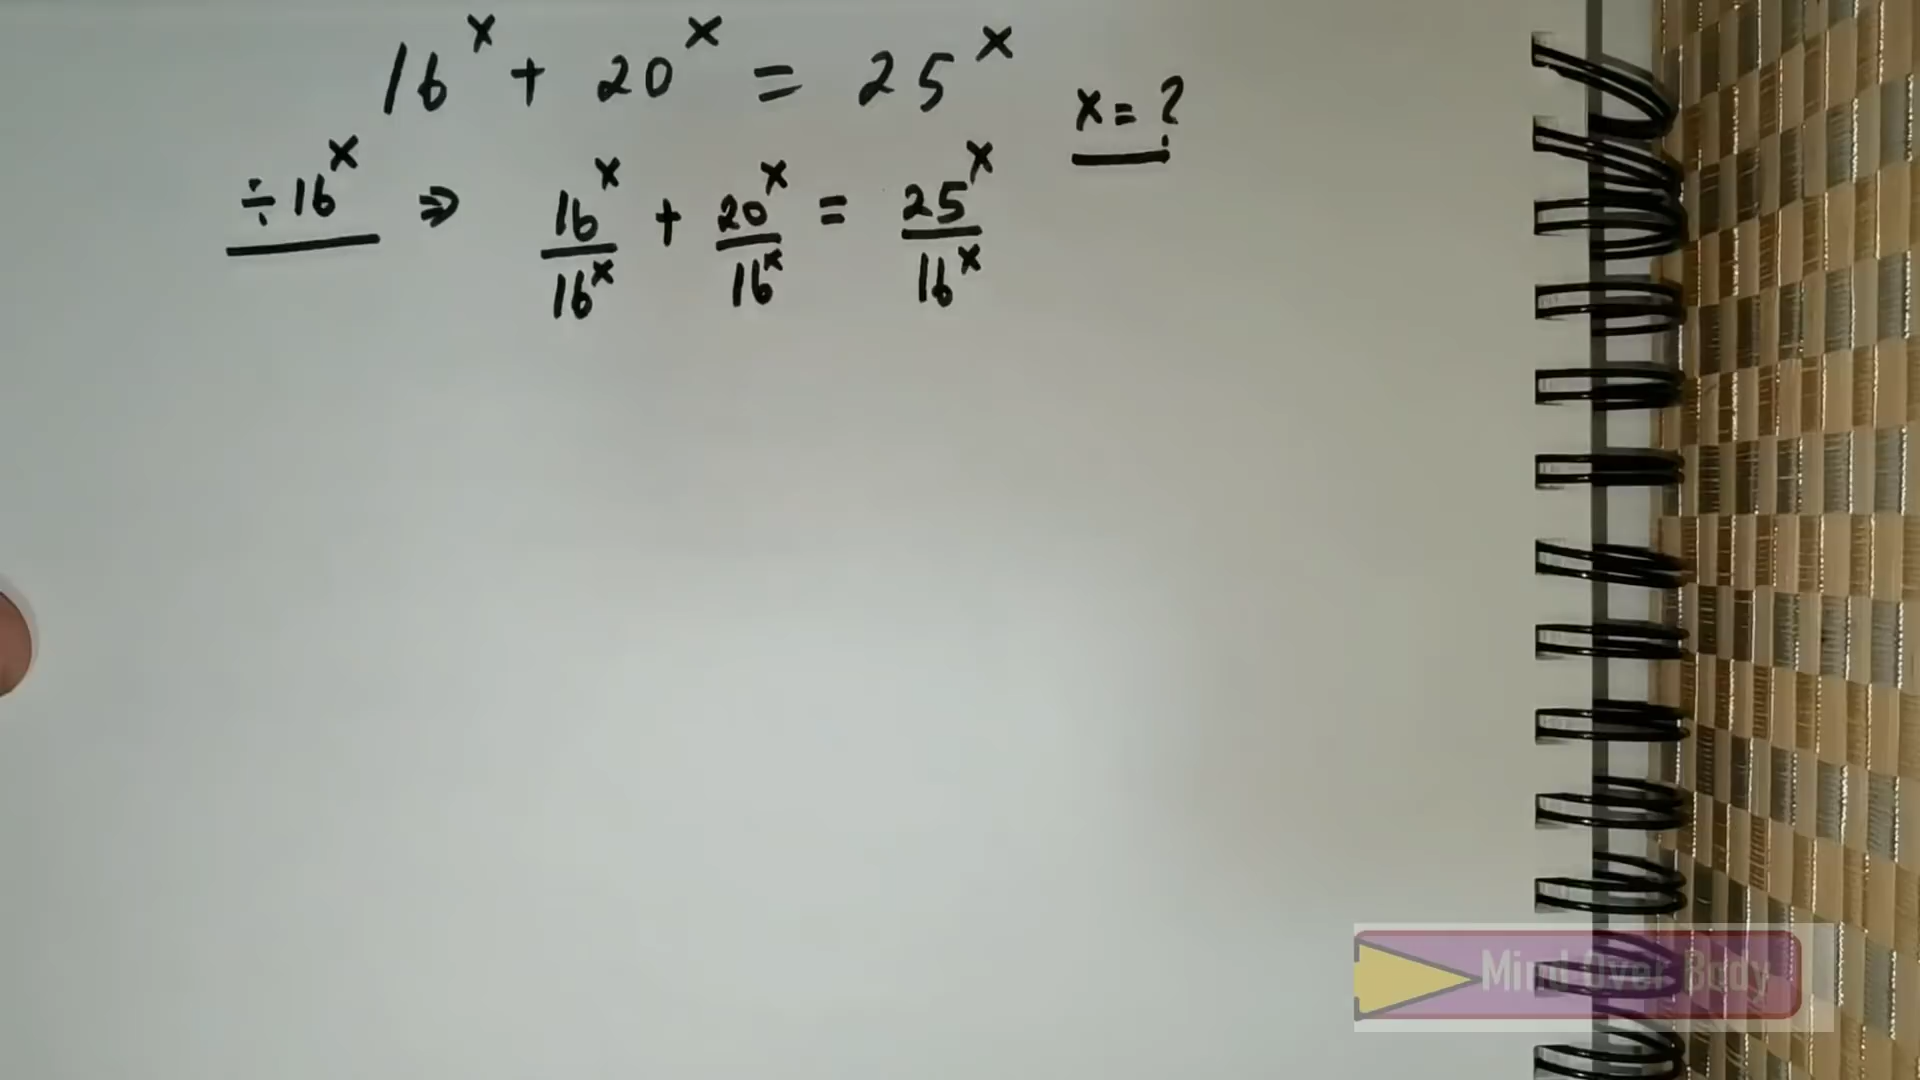 16^x + 20^x = 25^x
x = ?
÷16^x ⇒ 16^x/16^x + 20^x/16^x = 25^x/16^x
Mind Over Body